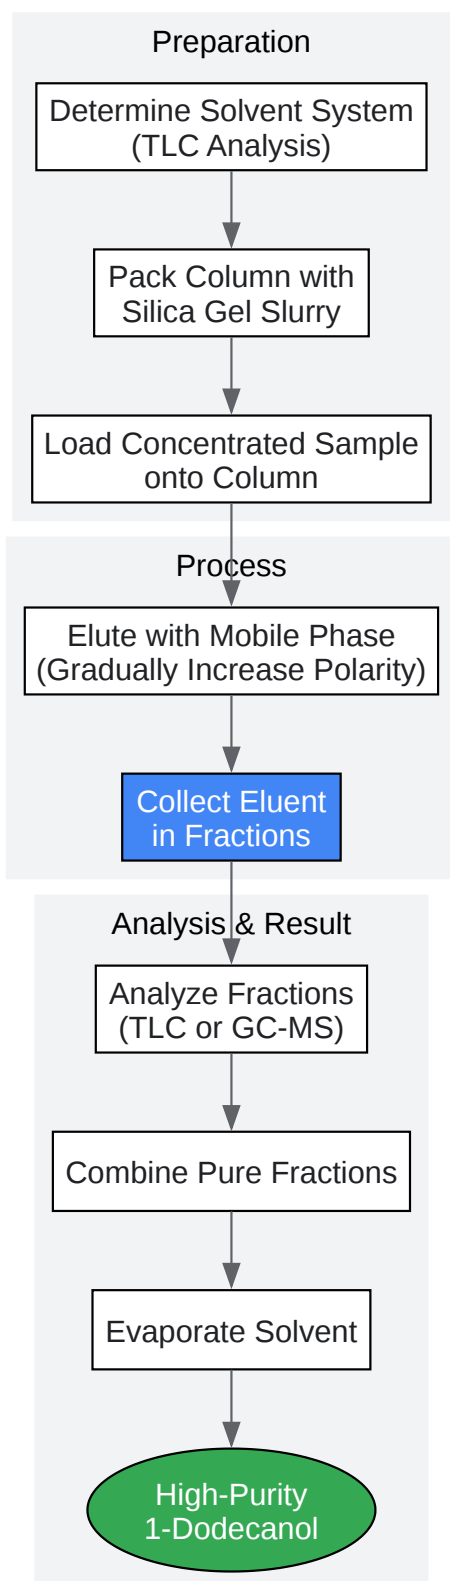 Preparation
Determine Solvent System
(TLC Analysis)
Pack Column with
Silica Gel Slurry
Load Concentrated Sample
onto Column
Process
Elute with Mobile Phase
(Gradually Increase Polarity)
Collect Eluent
in Fractions
Analysis & Result
Analyze Fractions
(TLC or GC-MS)
Combine Pure Fractions
Evaporate Solvent
High-Purity
1-Dodecanol